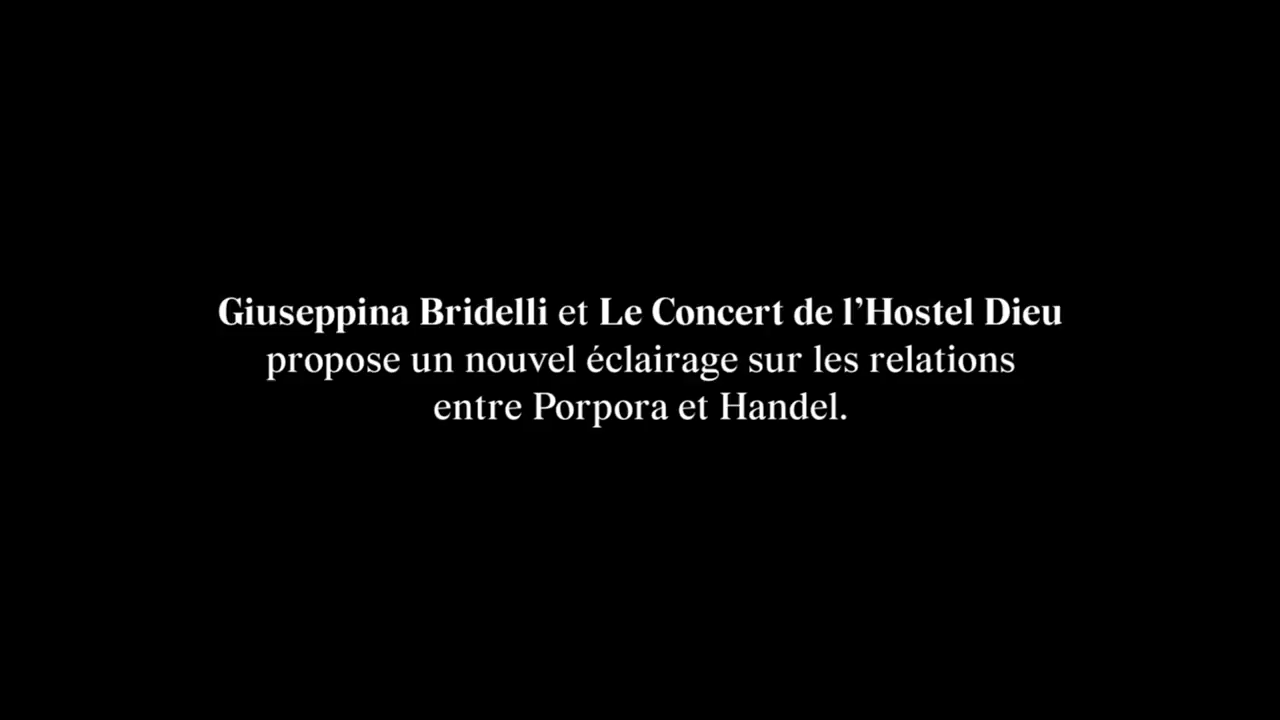 Giuseppina Bridelli et Le Concert de l’Hostel Dieu
propose un nouvel éclairage sur les relations
entre Porpora et Handel.